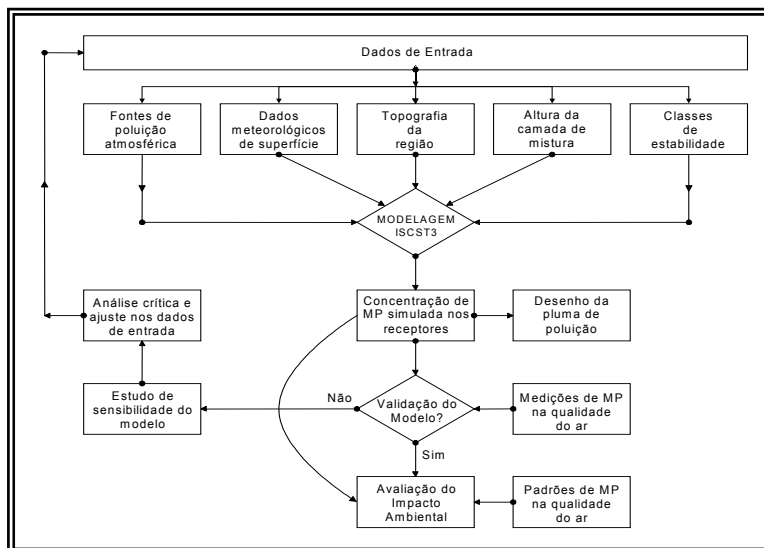 Dados de Entrada
Fontes de
poluição
atmosférica
Dados
meteorológicos
de superfície
Topografia
da
região
Altura da
camada de
mistura
Classes
de
estabilidade
MODELAGEM
ISCST3
Análise crítica e
ajuste nos dados
de entrada
Concentração de
MP simulada nos
receptores
Desenho da
pluma de
poluição
Estudo de
sensibilidade do
modelo
Não
Validação do
Modelo?
Medições de MP
na qualidade
do ar
Sim
Avaliação do
Impacto
Ambiental
Padrões de MP
na qualidade
do ar